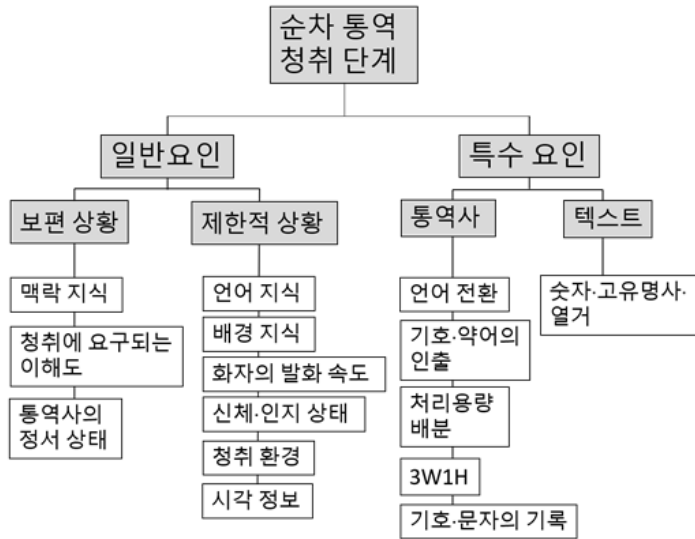 순차 통역
청취 단계
일반요인
특수 요인
보편 상황
제한적 상황
통역사
텍스트
맥락 지식
청취에 요구되는
이해도
통역사의
정서 상태
언어 지식
배경 지식
화자의 발화 속도
신체·인지 상태
청취 환경
시각 정보
언어 전환
기호·약어의
인출
처리용량
배분
3W1H
기호·문자의 기록
숫자·고유명사·
열거